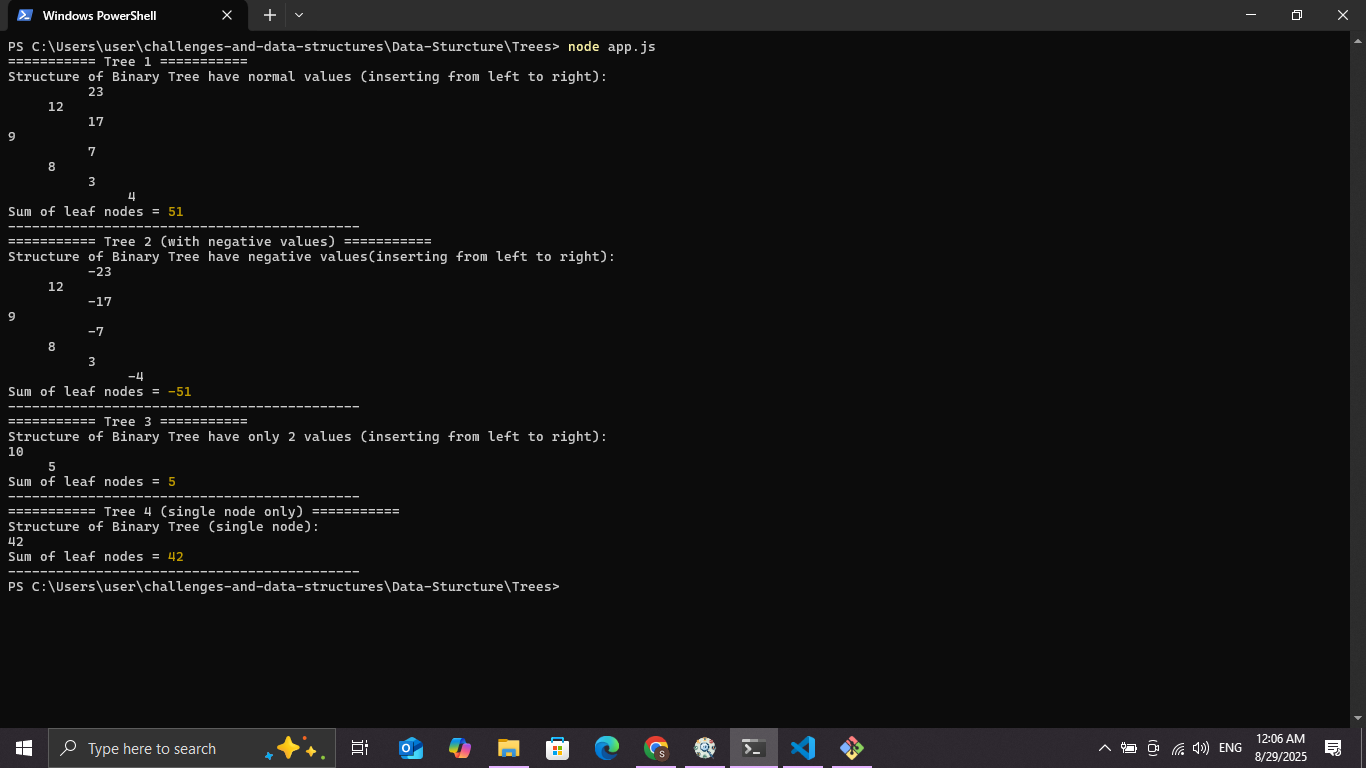 Windows PowerShell
PS C:\Users\user\challenges-and-data-structures\Data-Sturcture\Trees> node app.js
=========== Tree 1 ===========
Structure of Binary Tree have normal values (inserting from left to right):
          23
     12
          17
9
          7
     8
          3
               4
Sum of leaf nodes = 51
--------------------------------------------
=========== Tree 2 (with negative values) ===========
Structure of Binary Tree have negative values(inserting from left to right):
          -23
     12
          -17
9
          -7
     8
          3
               -4
Sum of leaf nodes = -51
--------------------------------------------
=========== Tree 3 ===========
Structure of Binary Tree have only 2 values (inserting from left to right):
10
     5
Sum of leaf nodes = 5
--------------------------------------------
=========== Tree 4 (single node only) ===========
Structure of Binary Tree (single node):
42
Sum of leaf nodes = 42
--------------------------------------------
PS C:\Users\user\challenges-and-data-structures\Data-Sturcture\Trees>
Type here to search
ENG
12:06 AM
8/29/2025